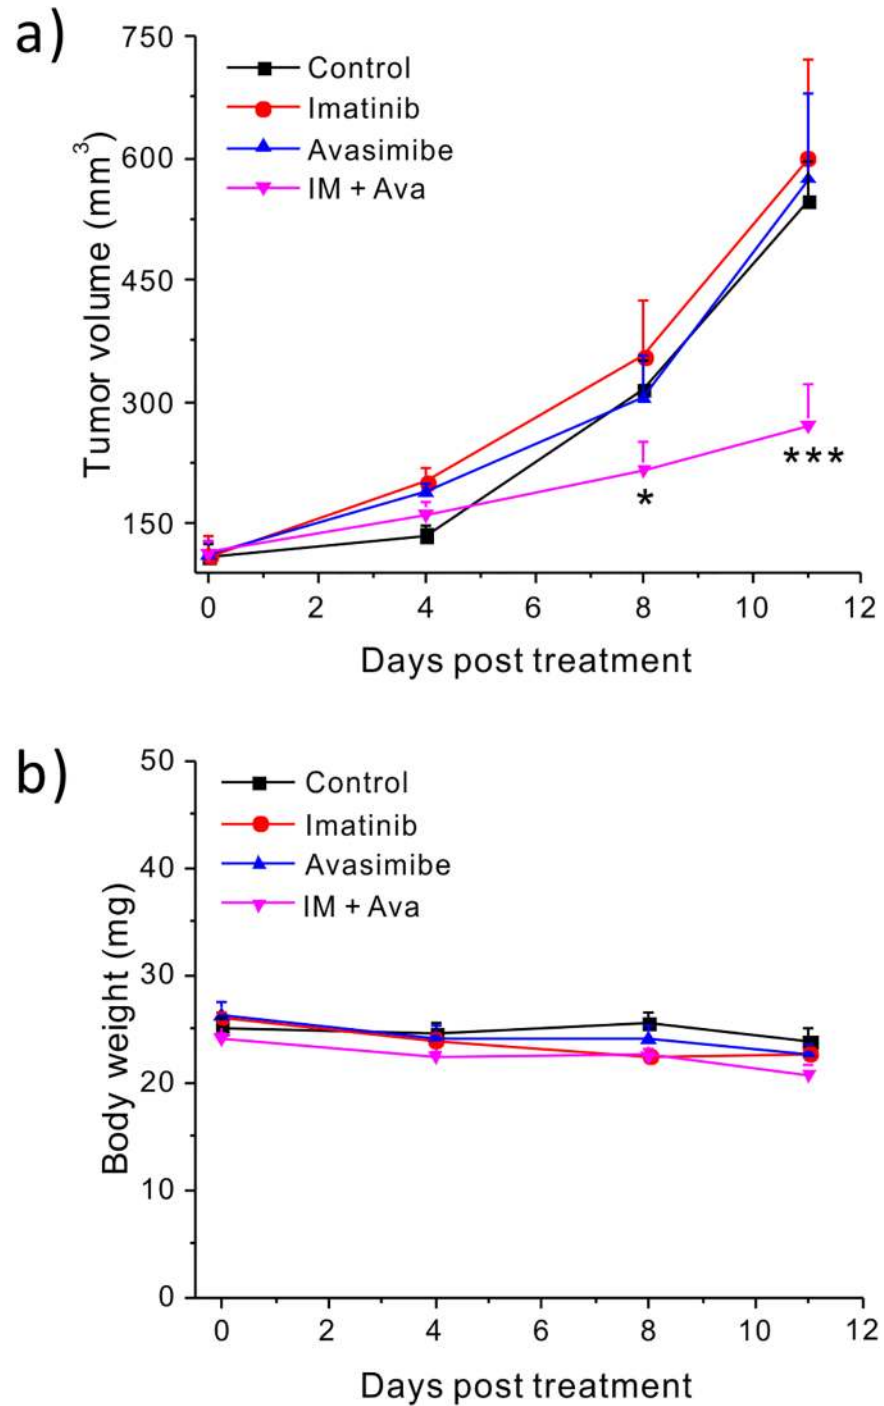 a)
750
600
450
300
150
Tumor volume (mm³)
Control
Imatinib
Avasimibe
IM + Ava
*
***
0 2 4 6 8 10 12
Days post treatment
b)
50
40
30
20
10
0
Body weight (mg)
Control
Imatinib
Avasimibe
IM + Ava
0 2 4 6 8 10 12
Days post treatment